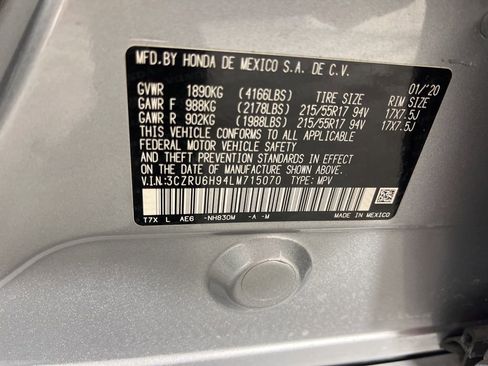 MFD.BY HONDA DE MEXICO S.A. DE C.V.
01/'20
GVWR 1890KG (4166LBS) TIRE SIZE RIM SIZE
GAWR F 988KG (2178LBS) 215/55R17 94V 17X7.5J
GAWR R 902KG (1988LBS) 215/55R17 94V 17X7.5J
THIS VEHICLE CONFORMS TO ALL APPLICABLE
FEDERAL MOTOR VEHICLE SAFETY AND
BUMPER STANDARDS IN EFFECT ON THE
DATE OF MANUFACTURE SHOWN ABOVE.
V.I.N:3CZRU6H94LM715070 TYPE: MPV
T7X L AE6 -NH830M -A -M MADE IN MEXICO